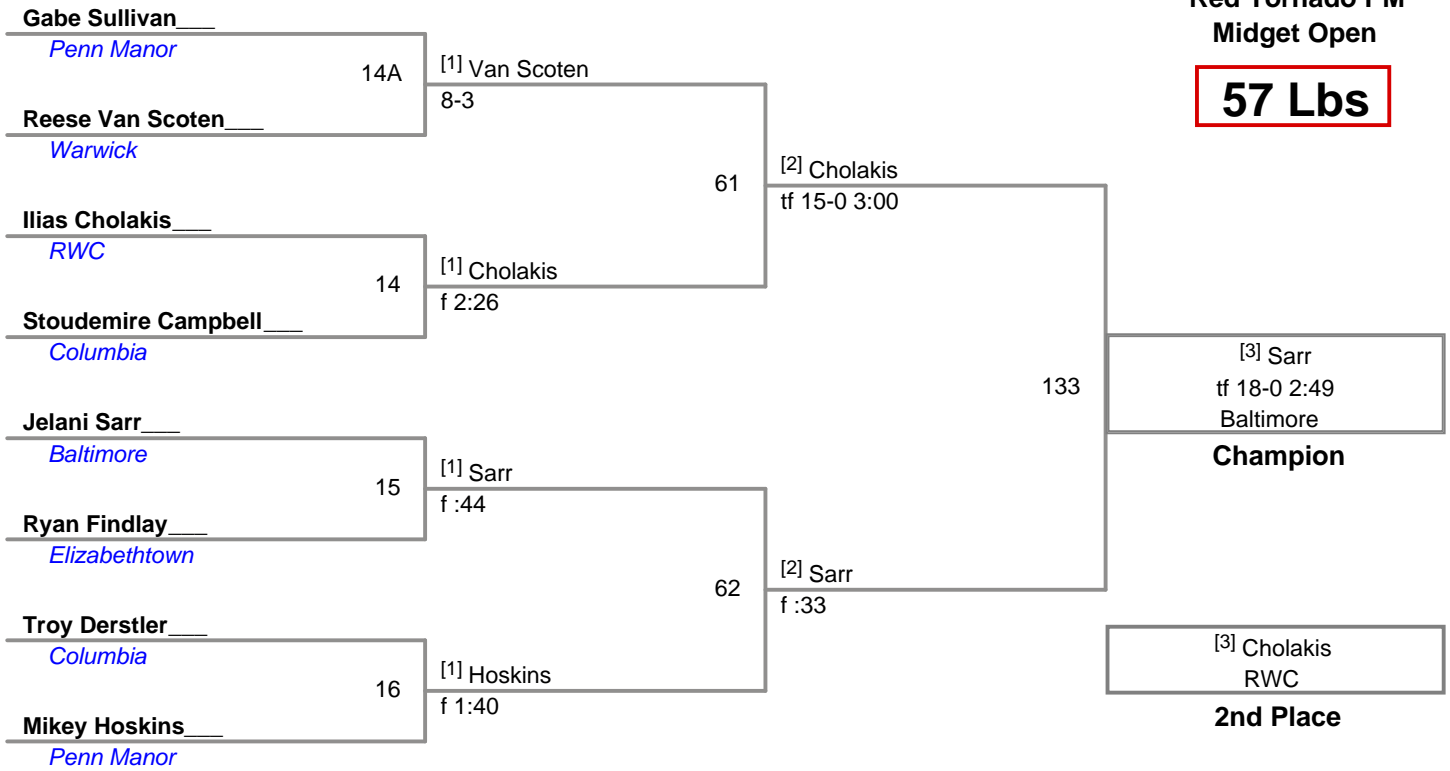 Red Tornado PM
Midget Open
57 Lbs
Gabe Sullivan___
Penn Manor
14A
[1] Van Scoten
8-3
Reese Van Scoten___
Warwick
61
[2] Cholakis
tf 15-0 3:00
Ilias Cholakis___
RWC
14
[1] Cholakis
f 2:26
Stoudemire Campbell___
Columbia
133
[3] Sarr
tf 18-0 2:49
Baltimore
Champion
Jelani Sarr___
Baltimore
15
[1] Sarr
f :44
Ryan Findlay___
Elizabethtown
62
[2] Sarr
f :33
Troy Derstler___
Columbia
16
[1] Hoskins
f 1:40
Mikey Hoskins___
Penn Manor
[3] Cholakis
RWC
2nd Place